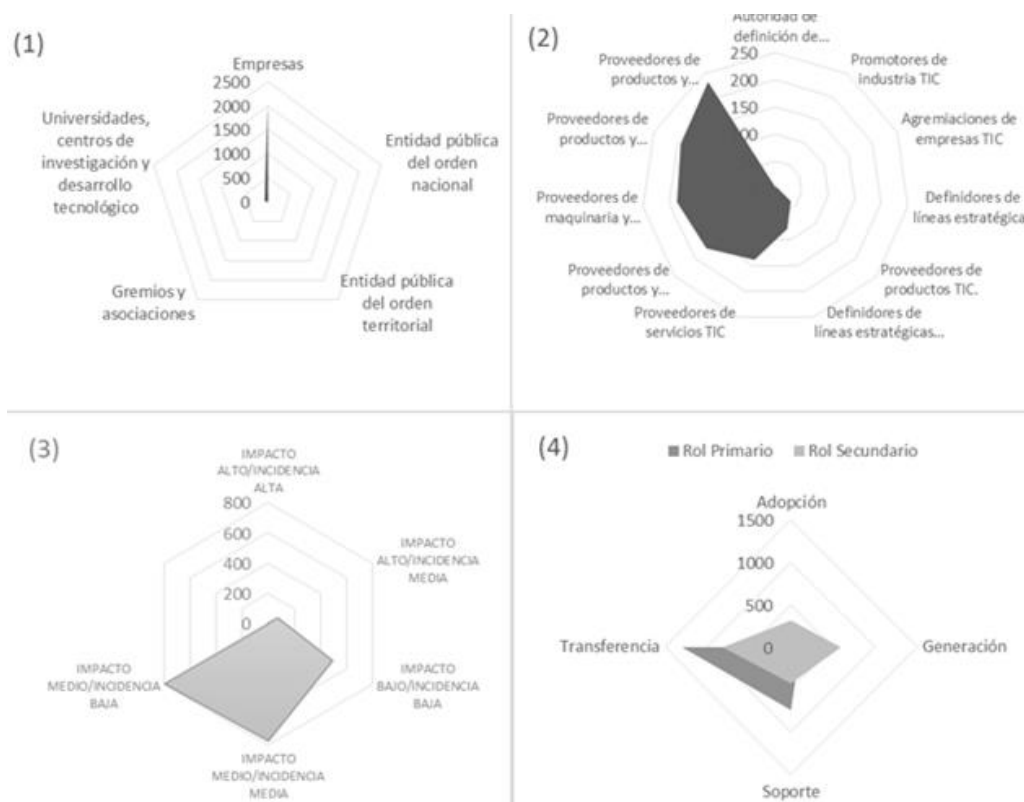 (1)
Empresas
2500
2000
1500
1000
500
0
Universidades,
centros de
investigación y
desarrollo
tecnológico
Entidad pública
del orden
nacional
Gremios y
asociaciones
Entidad pública
del orden
territorial
(2)
Autoridad de
definición de...
250
200
150
Proveedores de
productos y...
Promotores de
industria TIC
Proveedores de
productos y...
Agremiaciones de
empresas TIC
Proveedores de
maquinaria y...
Definidores de
líneas estratégica
Proveedores de
productos y...
Proveedores de
productos TIC.
Proveedores de
servicios TIC
Definidores de
líneas estratégicas...
(3)
IMPACTO
ALTO/INCIDENCIA
ALTA
800
600
400
200
0
IMPACTO
ALTO/INCIDENCIA
MEDIA
IMPACTO
MEDIO/INCIDENCIA
BAJA
IMPACTO
BAJO/INCIDENCIA
BAJA
IMPACTO
MEDIO/INCIDENCIA
MEDIA
(4)
Rol Primario Rol Secundario
Adopción
1500
1000
500
0
Transferencia
Generación
Soporte